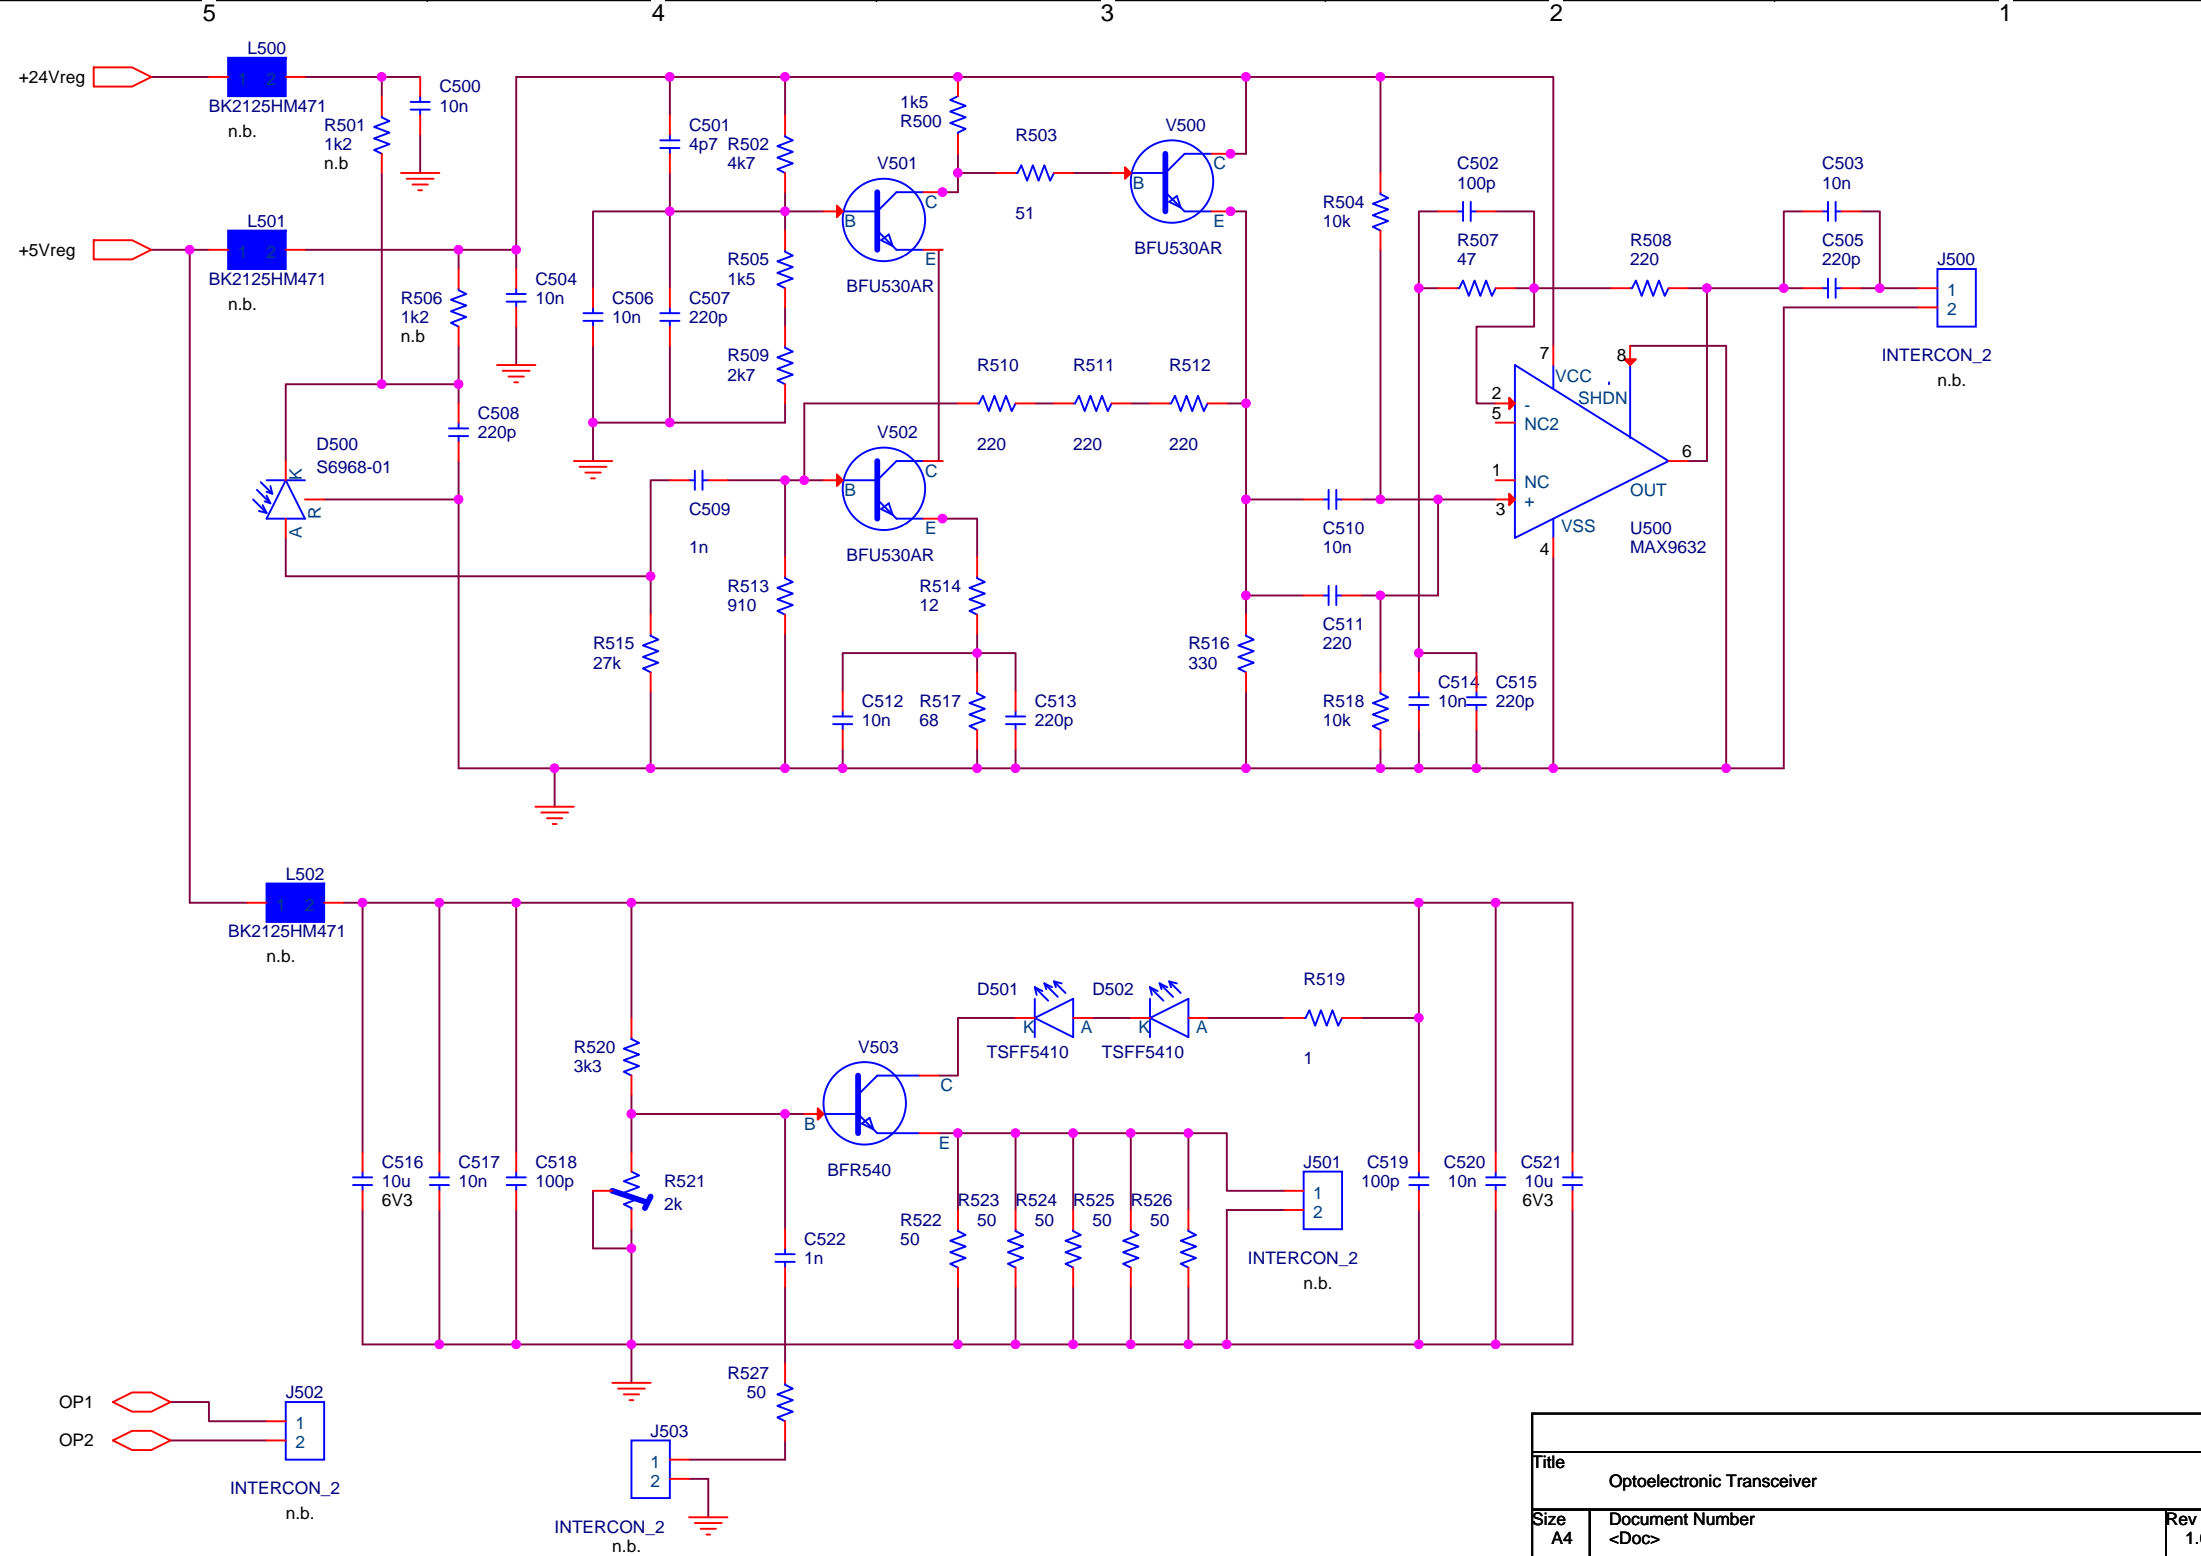 5 4 3 2 1
+24Vreg
L500
1 2
BK2125HM471
n.b.
R501
1k2
n.b
C500
10n
+5Vreg
L501
1 2
BK2125HM471
n.b.
R506
1k2
n.b
C504
10n
C501
4p7
R502
4k7
1k5
R500
V501
B
C
E
BFU530AR
R503
51
V500
B
C
E
BFU530AR
R504
10k
C502
100p
R507
47
R508
220
C503
10n
C505
220p
J500
1
2
INTERCON_2
n.b.
C506
10n
C507
220p
R505
1k5
R509
2k7
R510
220
R511
220
R512
220
7
VCC
8
SHDN
2
-
5
NC2
1
NC
3
+
6
OUT
VSS
4
U500
MAX9632
D500
S6968-01
K
R
A
C508
220p
C509
1n
V502
B
C
E
BFU530AR
R513
910
R514
12
R515
27k
C510
10n
C511
220
R516
330
C512
10n
R517
68
C513
220p
R518
10k
C514
10n
C515
220p
L502
1 2
BK2125HM471
n.b.
D501
K
A
TSFF5410
D502
K
A
TSFF5410
R519
1
R520
3k3
V503
B
C
E
BFR540
C516
10u
6V3
C517
10n
C518
100p
R521
2k
C522
1n
R522
50
R523
50
R524
50
R525
50
R526
50
J501
1
2
INTERCON_2
n.b.
C519
100p
C520
10n
C521
10u
6V3
R527
50
OP1
OP2
J502
1
2
INTERCON_2
n.b.
J503
1
2
INTERCON_2
n.b.
Title
Optoelectronic Transceiver
Size
A4
Document Number
<Doc>
Rev